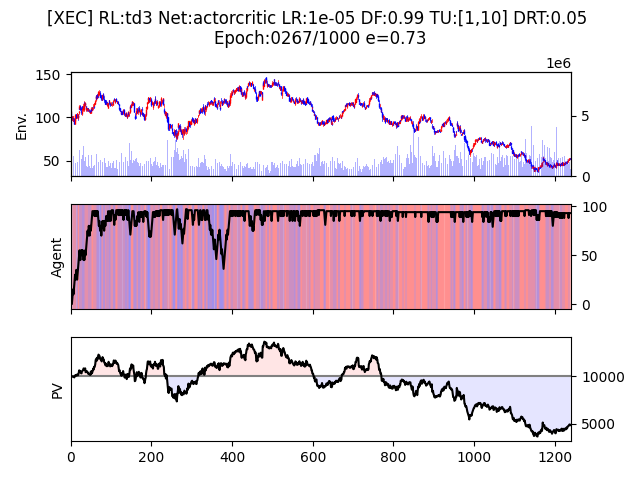 [XEC] RL:td3 Net:actorcritic LR:1e-05 DF:0.99 TU:[1,10] DRT:0.05
Epoch:0267/1000 e=0.73
1e6
150
100
50
Env.
5
0
Agent
100
50
0
PV
10000
5000
0 200 400 600 800 1000 1200